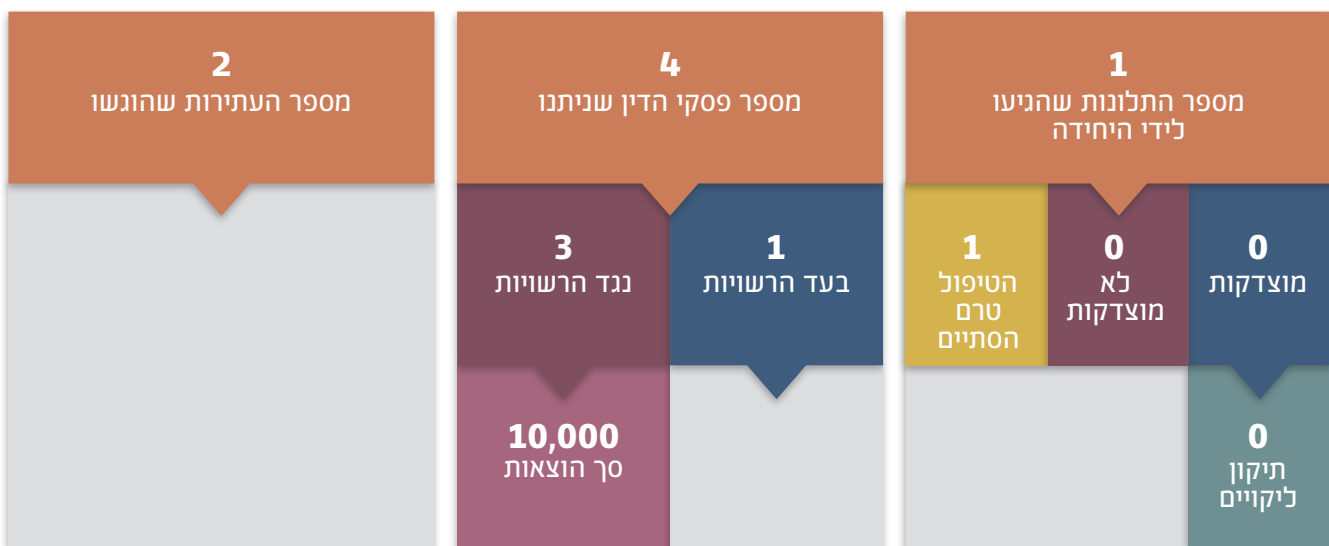 1
מספר התלונות שהגיעו
לידי היחידה
0
מוצדקות
0
לא
מוצדקות
1
הטיפול
טרם
הסתיים
0
תיקון
ליקויים
4
מספר פסקי הדין שניתנו
1
בעד הרשויות
3
נגד הרשויות
10,000
סך הוצאות
2
מספר העתירות שהוגשו